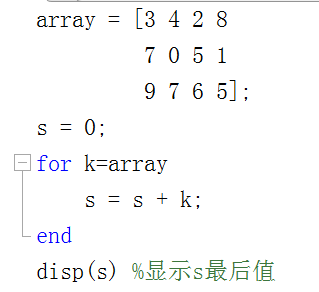 array = [3 4 2 8
7 0 5 1
9 7 6 5];
s = 0;
for k=array
s = s + k;
end
disp(s) %显示s最后值